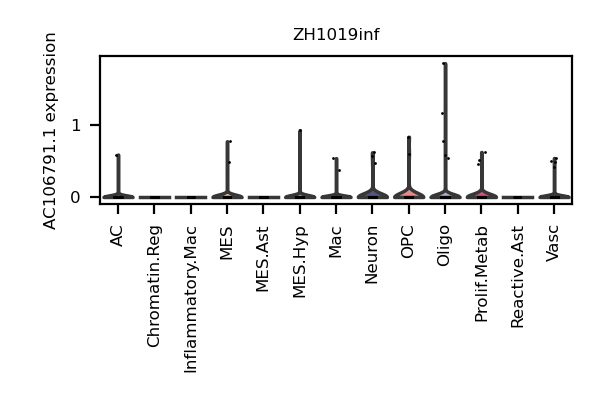 ZH1019inf
AC106791.1 expression
1
0
AC
Chromatin.Reg
Inflammatory.Mac
MES
MES.Ast
MES.Hyp
Mac
Neuron
OPC
Oligo
Prolif.Metab
Reactive.Ast
Vasc